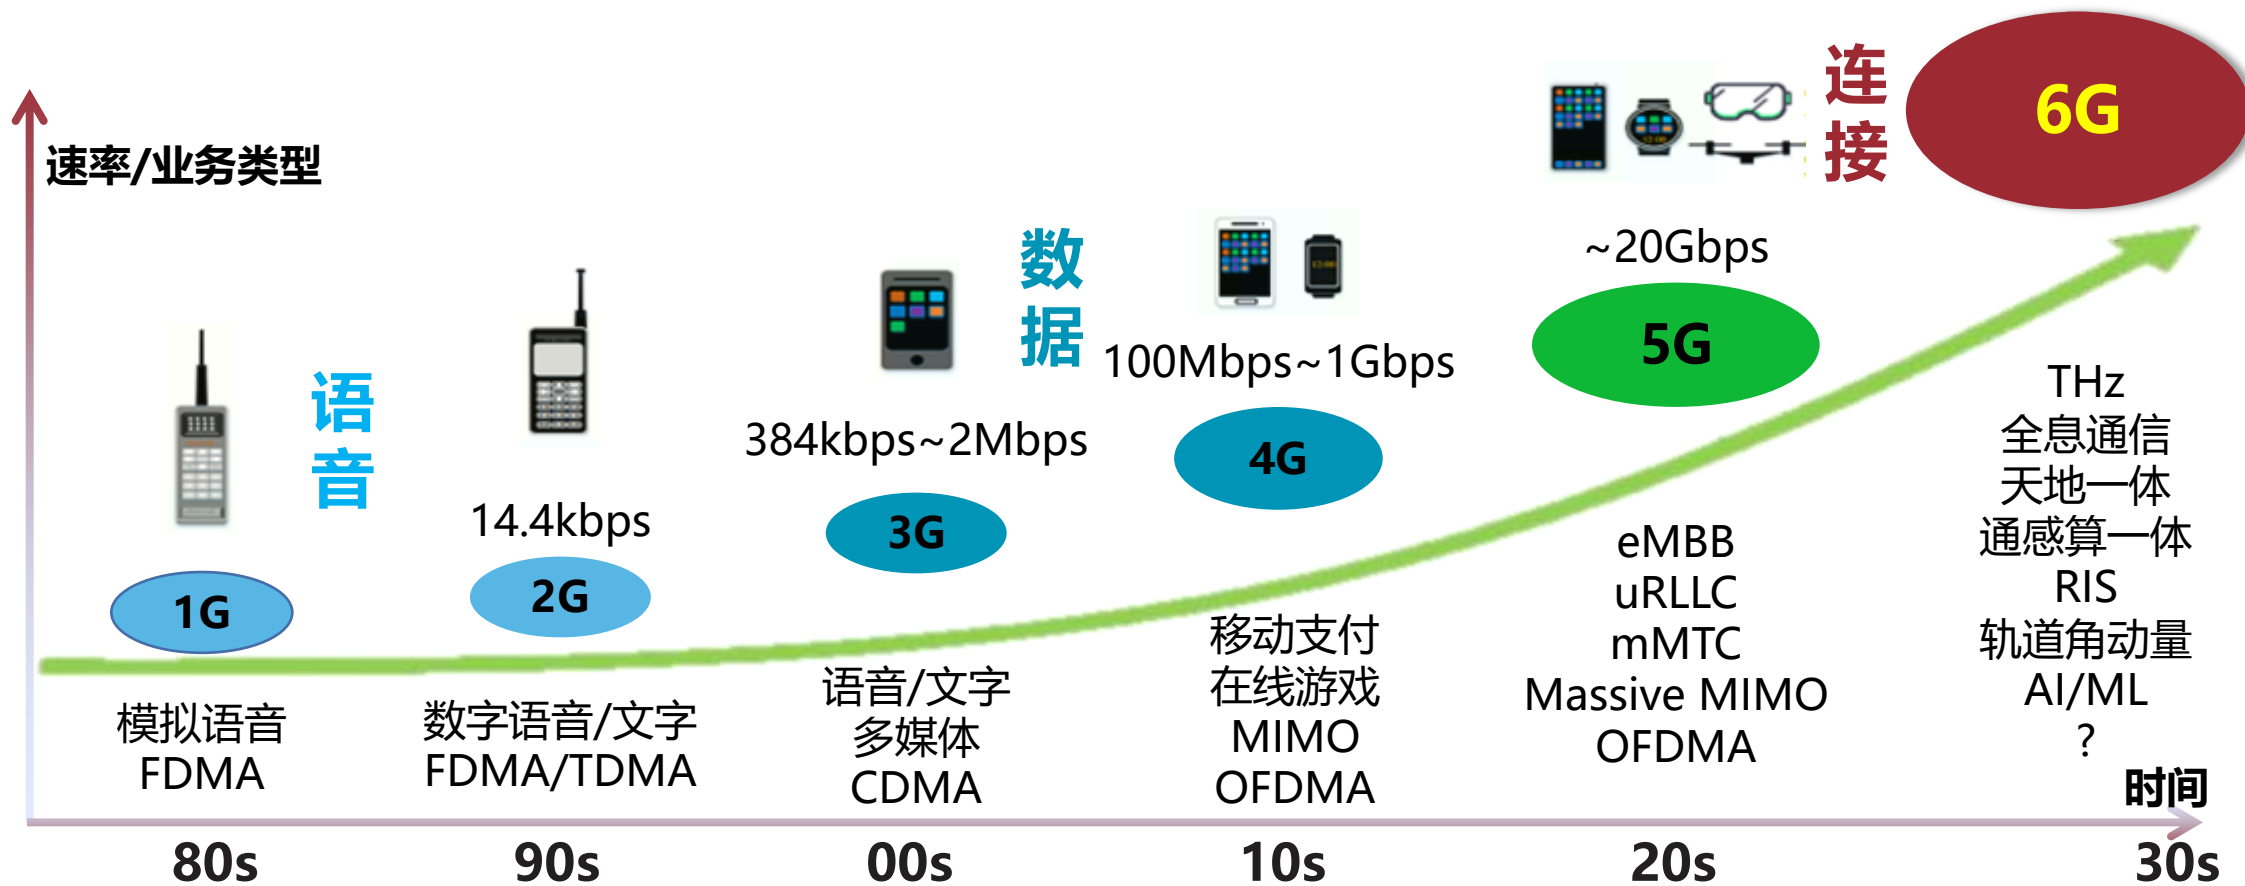 速率/业务类型
语
音
数
据
连
接
1G
模拟语音
FDMA
14.4kbps
2G
数字语音/文字
FDMA/TDMA
384kbps~2Mbps
3G
语音/文字
多媒体
CDMA
100Mbps~1Gbps
4G
移动支付
在线游戏
MIMO
OFDMA
~20Gbps
5G
eMBB
uRLLC
mMTC
Massive MIMO
OFDMA
6G
THz
全息通信
天地一体
通感算一体
RIS
轨道角动量
AI/ML
?
时间
80s
90s
00s
10s
20s
30s